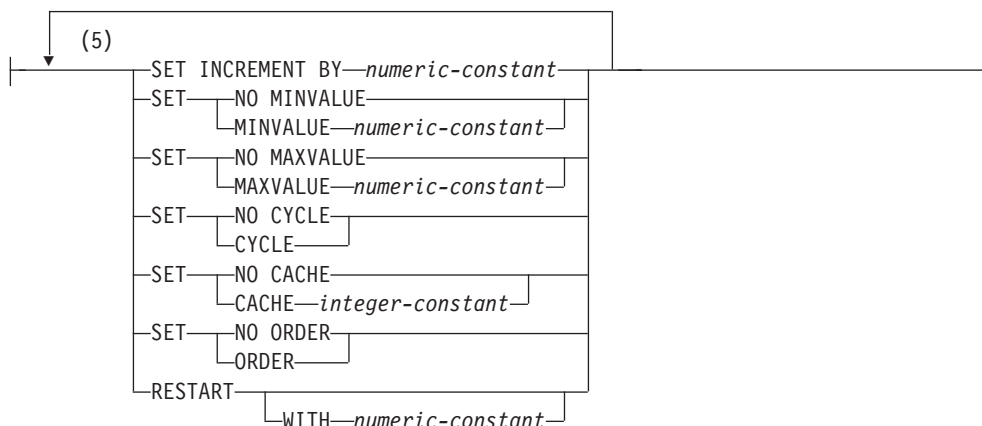 (5)
SET INCREMENT BY numeric-constant
SET NO MINVALUE
MINVALUE numeric-constant
SET NO MAXVALUE
MAXVALUE numeric-constant
SET NO CYCLE
CYCLE
SET NO CACHE
CACHE integer-constant
SET NO ORDER
ORDER
RESTART
WITH numeric-constant